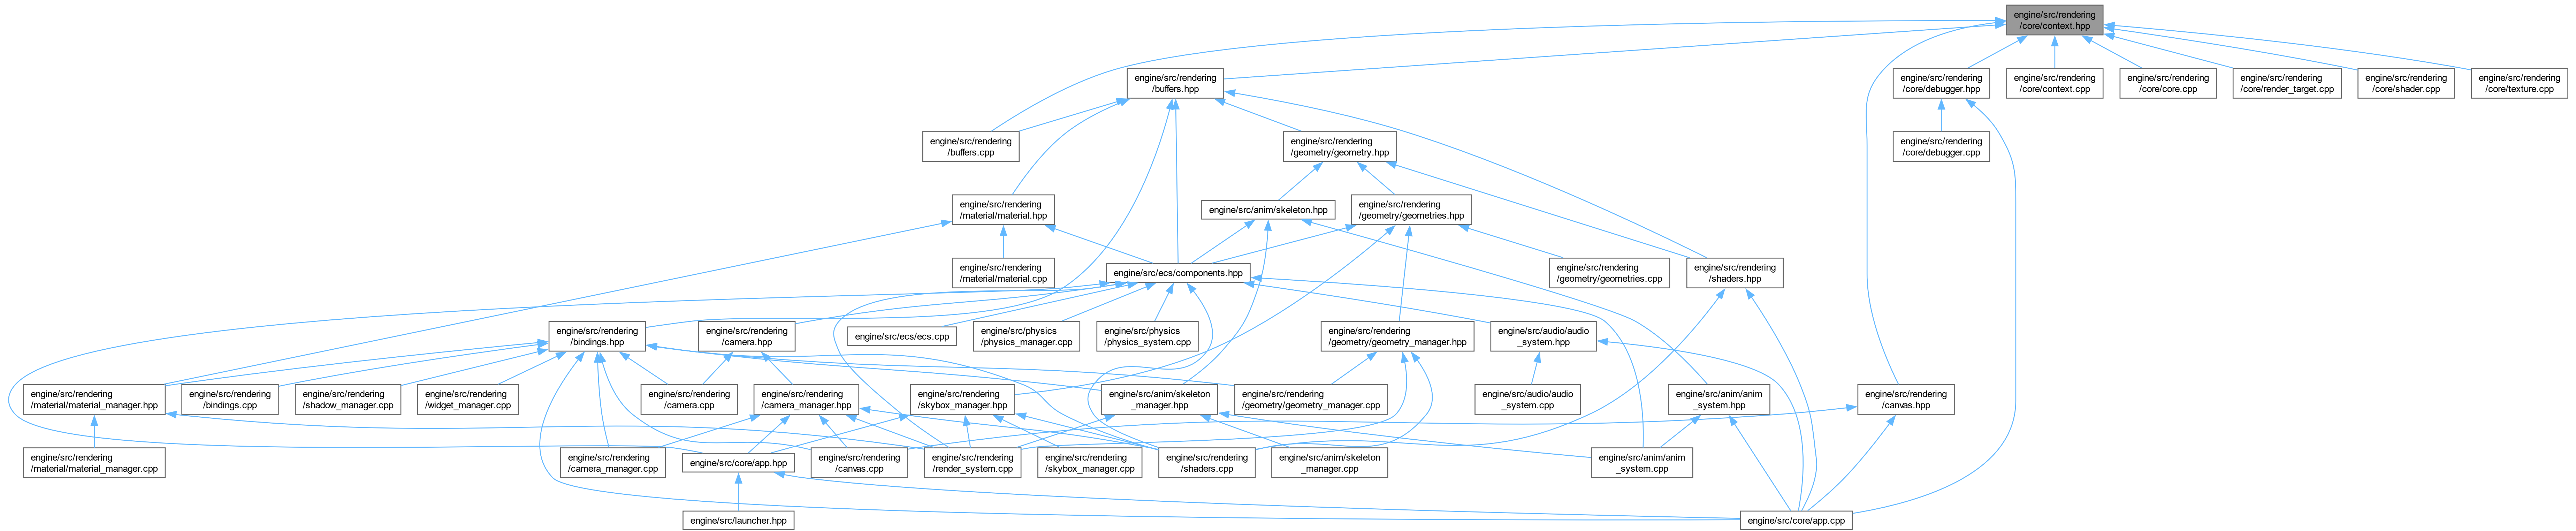 engine/src/rendering
/core/context.hpp
engine/src/rendering
/buffers.hpp
engine/src/rendering
/core/debugger.hpp
engine/src/rendering
/core/context.cpp
engine/src/rendering
/core/core.cpp
engine/src/rendering
/core/render_target.cpp
engine/src/rendering
/core/shader.cpp
engine/src/rendering
/core/texture.cpp
engine/src/rendering
/buffers.cpp
engine/src/rendering
/geometry/geometry.hpp
engine/src/rendering
/core/debugger.cpp
engine/src/rendering
/material/material.hpp
engine/src/anim/skeleton.hpp
engine/src/rendering
/geometry/geometries.hpp
engine/src/rendering
/material/material.cpp
engine/src/ecs/components.hpp
engine/src/rendering
/geometry/geometries.cpp
engine/src/rendering
/shaders.hpp
engine/src/rendering
/bindings.hpp
engine/src/rendering
/camera.hpp
engine/src/ecs/ecs.cpp
engine/src/physics
/physics_manager.cpp
engine/src/physics
/physics_system.cpp
engine/src/rendering
/geometry/geometry_manager.hpp
engine/src/audio/audio
_system.hpp
engine/src/rendering
/material/material_manager.hpp
engine/src/rendering
/bindings.cpp
engine/src/rendering
/shadow_manager.cpp
engine/src/rendering
/widget_manager.cpp
engine/src/rendering
/camera.cpp
engine/src/rendering
/camera_manager.hpp
engine/src/rendering
/skybox_manager.hpp
engine/src/anim/skeleton
_manager.hpp
engine/src/rendering
/geometry/geometry_manager.cpp
engine/src/audio/audio
_system.cpp
engine/src/anim/anim
_system.hpp
engine/src/rendering
/canvas.hpp
engine/src/rendering
/material/material_manager.cpp
engine/src/rendering
/camera_manager.cpp
engine/src/core/app.hpp
engine/src/rendering
/canvas.cpp
engine/src/rendering
/render_system.cpp
engine/src/rendering
/skybox_manager.cpp
engine/src/rendering
/shaders.cpp
engine/src/anim/skeleton
_manager.cpp
engine/src/anim/anim
_system.cpp
engine/src/launcher.hpp
engine/src/core/app.cpp